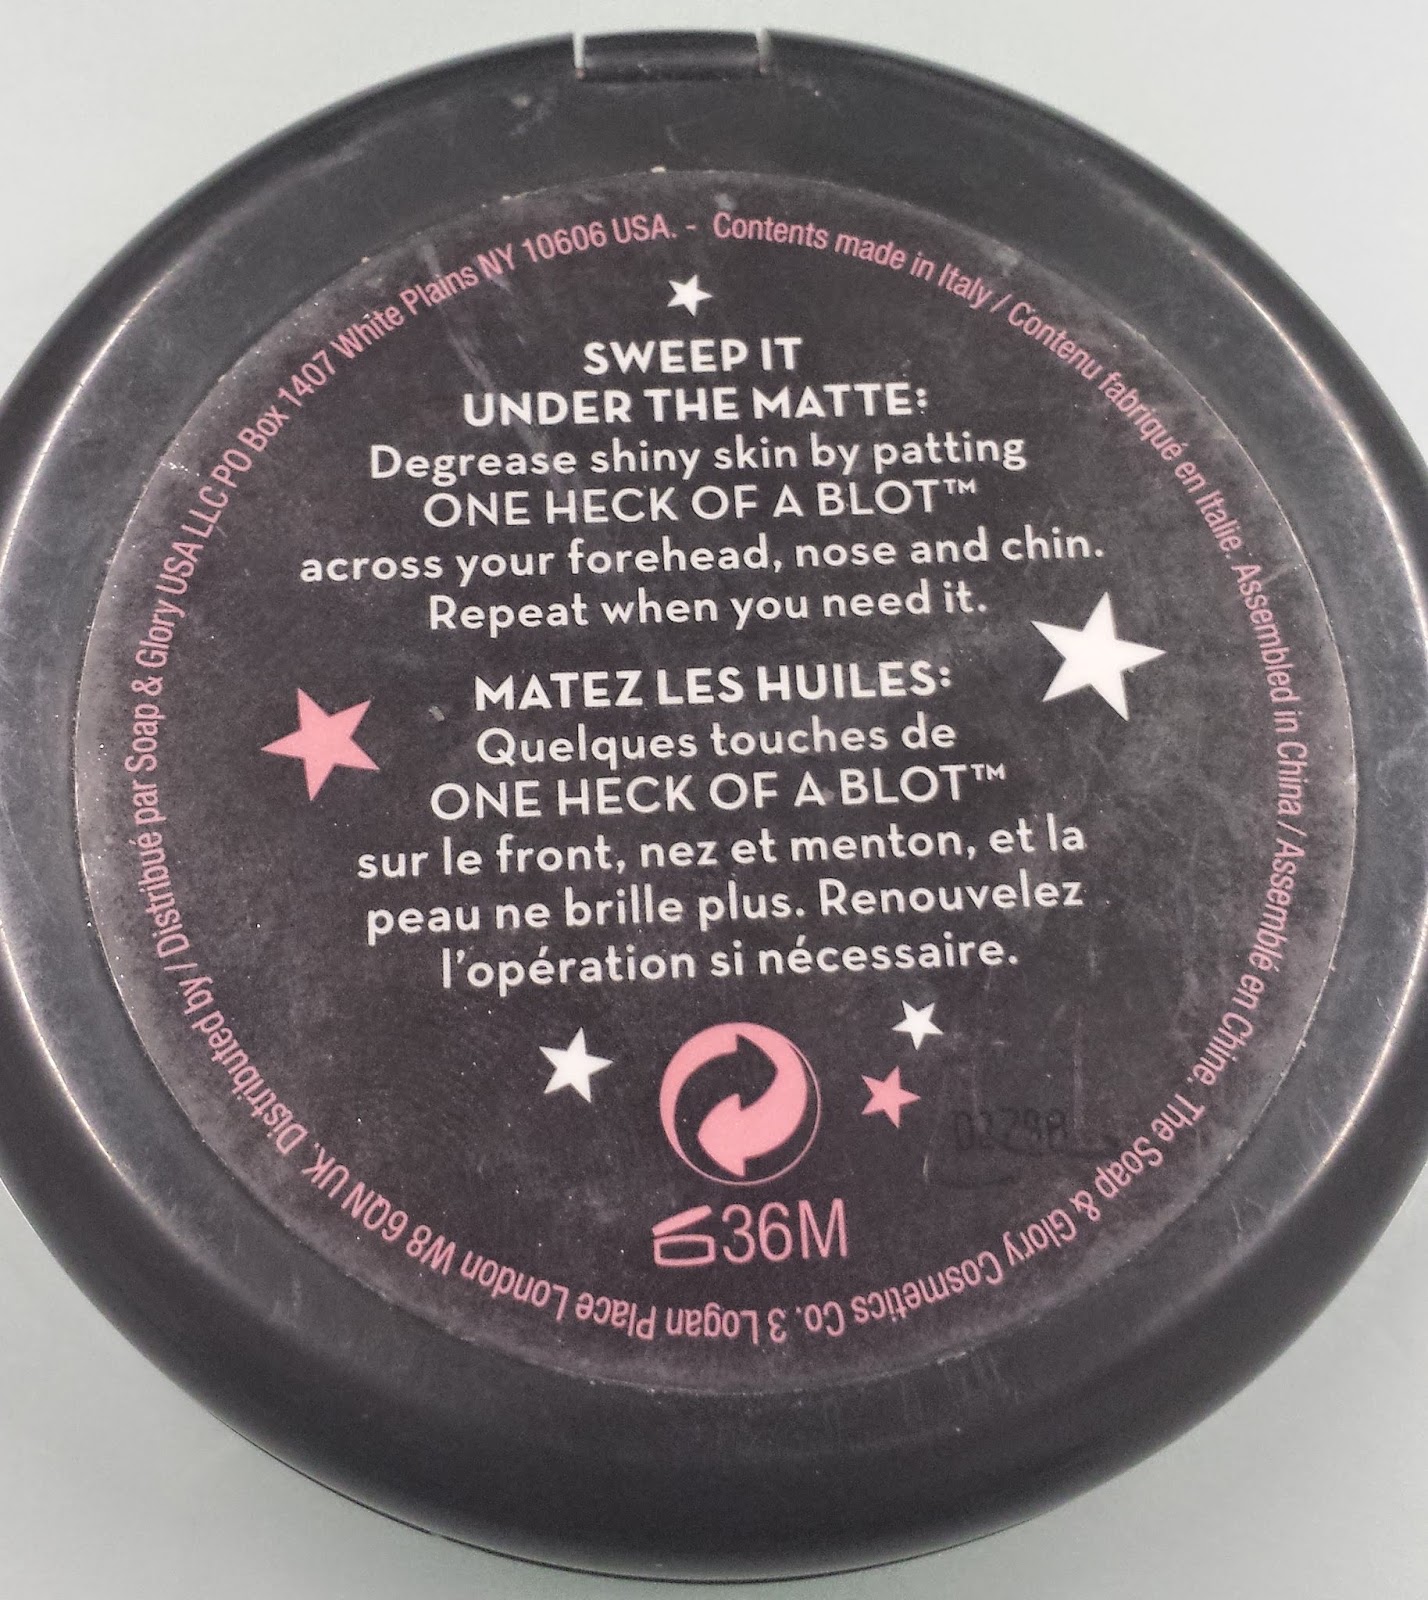 SWEEP IT
UNDER THE MATTE:
Degrease shiny skin by patting
ONE HECK OF A BLOT™
across your forehead, nose and chin.
Repeat when you need it.
MATEZ LES HUILES:
Quelques touches de
ONE HECK OF A BLOT™
sur le front, nez et menton, et la
peau ne brille plus. Renouvelez
l'opération si nécessaire.
36M
Contents made in Italy / Contenu fabriqué en Italie. Assembled in China / Assemblé en Chine. The Soap & Glory Cosmetics Co. 3 Logan Place London W8 6QN UK. Distributed by / Distribué par Soap & Glory USA LLC PO Box 1407 White Plains NY 10606 USA. -